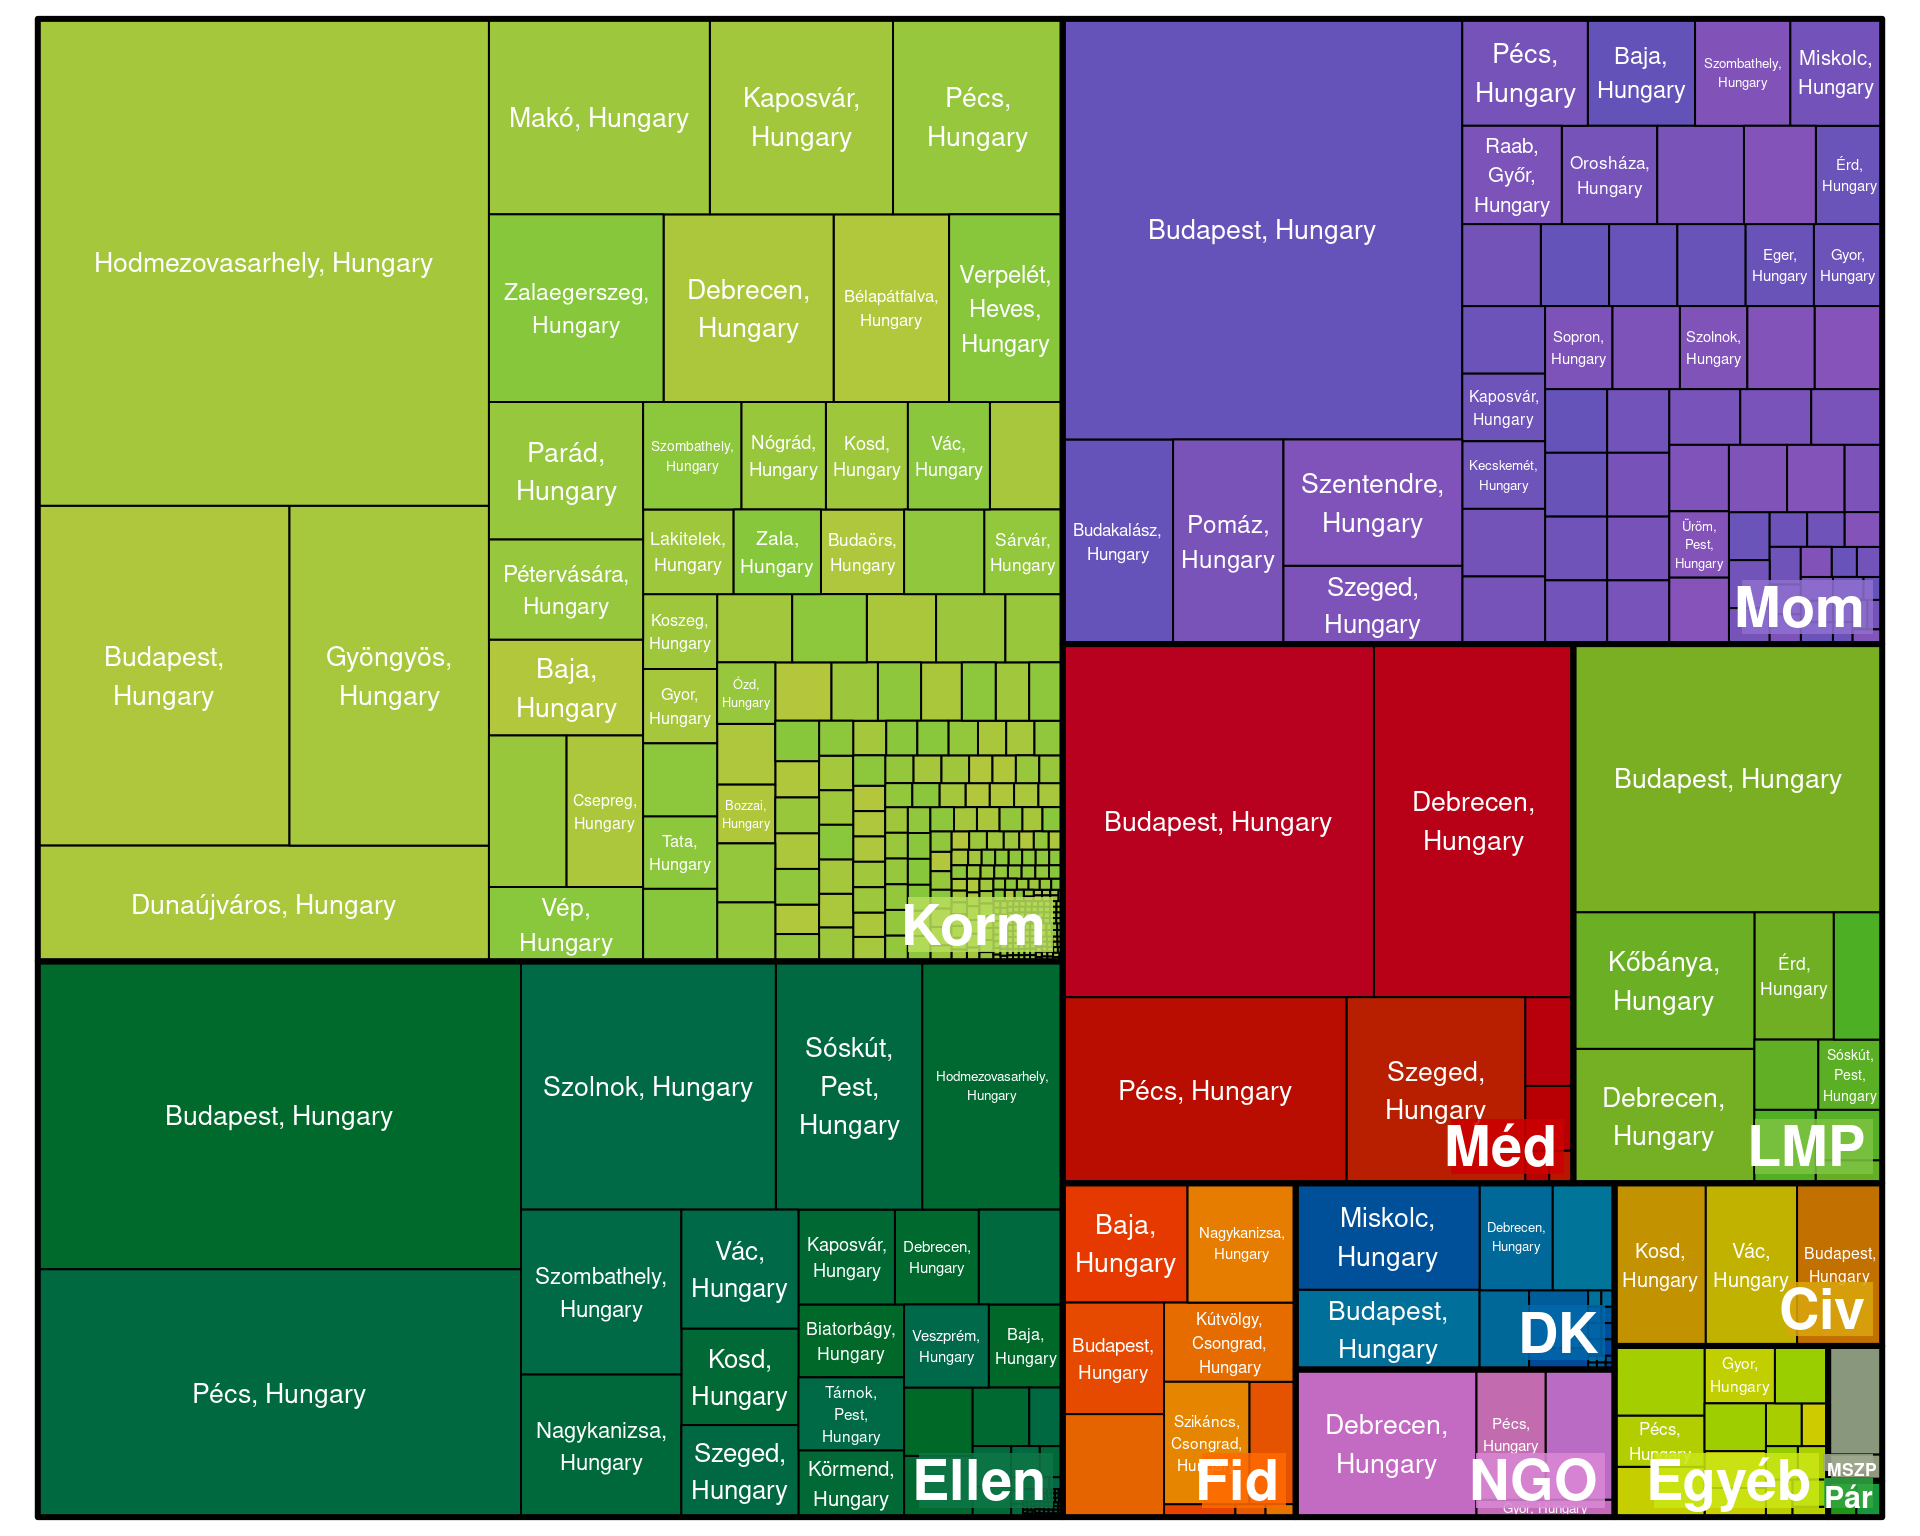 Hodmezovasarhely, Hungary
Makó, Hungary
Kaposvár,
Hungary
Pécs,
Hungary
Zalaegerszeg,
Hungary
Debrecen,
Hungary
Bélapátfalva,
Hungary
Verpelét,
Heves,
Hungary
Budapest,
Hungary
Gyöngyös,
Hungary
Dunaújváros, Hungary
Parád,
Hungary
Szombathely,
Hungary
Nógrád,
Hungary
Kosd,
Hungary
Vác,
Hungary
Pétervására,
Hungary
Lakitelek,
Hungary
Zala,
Hungary
Budaörs,
Hungary
Sárvár,
Hungary
Baja,
Hungary
Koszeg,
Hungary
Gyor,
Hungary
Ózd,
Hungary
Csepreg,
Hungary
Bozzai,
Hungary
Tata,
Hungary
Vép,
Hungary
Korm
Budapest, Hungary
Pécs,
Hungary
Baja,
Hungary
Szombathely,
Hungary
Miskolc,
Hungary
Raab,
Győr,
Hungary
Orosháza,
Hungary
Érd,
Hungary
Eger,
Hungary
Gyor,
Hungary
Sopron,
Hungary
Szolnok,
Hungary
Kaposvár,
Hungary
Kecskemét,
Hungary
Budakalász,
Hungary
Pomáz,
Hungary
Szentendre,
Hungary
Szeged,
Hungary
Üröm,
Pest,
Hungary
Mom
Budapest, Hungary
Pécs, Hungary
Szolnok, Hungary
Sóskút,
Pest,
Hungary
Hodmezovasarhely,
Hungary
Szombathely,
Hungary
Nagykanizsa,
Hungary
Vác,
Hungary
Kosd,
Hungary
Szeged,
Hungary
Kaposvár,
Hungary
Debrecen,
Hungary
Biatorbágy,
Hungary
Veszprém,
Hungary
Baja,
Hungary
Tárnok,
Pest,
Hungary
Körmend,
Hungary
Ellen
Budapest, Hungary
Debrecen,
Hungary
Pécs, Hungary
Szeged,
Hungary
Méd
Budapest, Hungary
Kőbánya,
Hungary
Érd,
Hungary
Debrecen,
Hungary
Sóskút,
Pest,
Hungary
LMP
Baja,
Hungary
Nagykanizsa,
Hungary
Budapest,
Hungary
Kútvölgy,
Csongrad,
Hungary
Szikáncs,
Csongrad,
Hungary
Fid
Miskolc,
Hungary
Debrecen,
Hungary
Budapest,
Hungary
DK
Kosd,
Hungary
Vác,
Hungary
Budapest,
Hungary
Civ
Debrecen,
Hungary
Pécs,
Hungary
Gyor, Hungary
NGO
Gyor,
Hungary
Pécs,
Hungary
Egyéb
MSZP
Pár